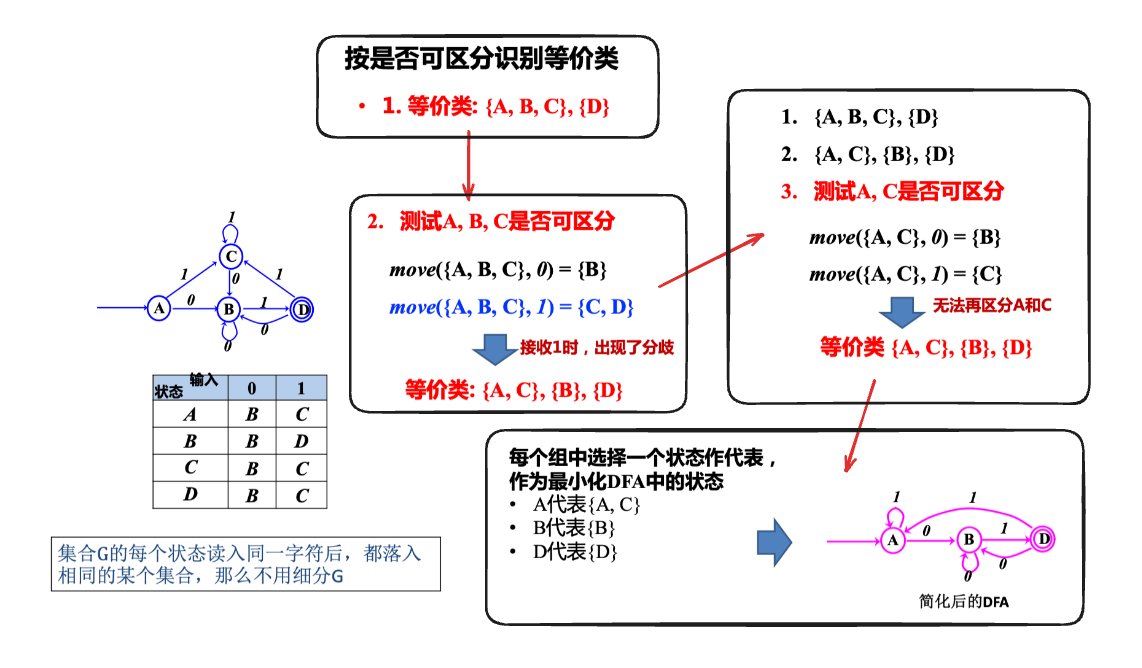 按是否可区分识别等价类
• 1. 等价类: {A, B, C}, {D}
2. 测试A, B, C是否可区分
move({A, B, C}, 0) = {B}
move({A, B, C}, 1) = {C, D}
接收1时，出现了分歧
等价类: {A, C}, {B}, {D}
1. {A, B, C}, {D}
2. {A, C}, {B}, {D}
3. 测试A, C是否可区分
move({A, C}, 0) = {B}
move({A, C}, 1) = {C}
无法再区分A和C
等价类 {A, C}, {B}, {D}
1
C
1 0 1
A 0 B 1 D
0
0
状态 输入 0 1
A B C
B B D
C B C
D B C
集合G的每个状态读入同一字符后，都落入
相同的某个集合，那么不用细分G
每个组中选择一个状态作代表，
作为最小化DFA中的状态
• A代表{A, C}
• B代表{B}
• D代表{D}
1 1
A 0 B 1 D
0 0
简化后的DFA